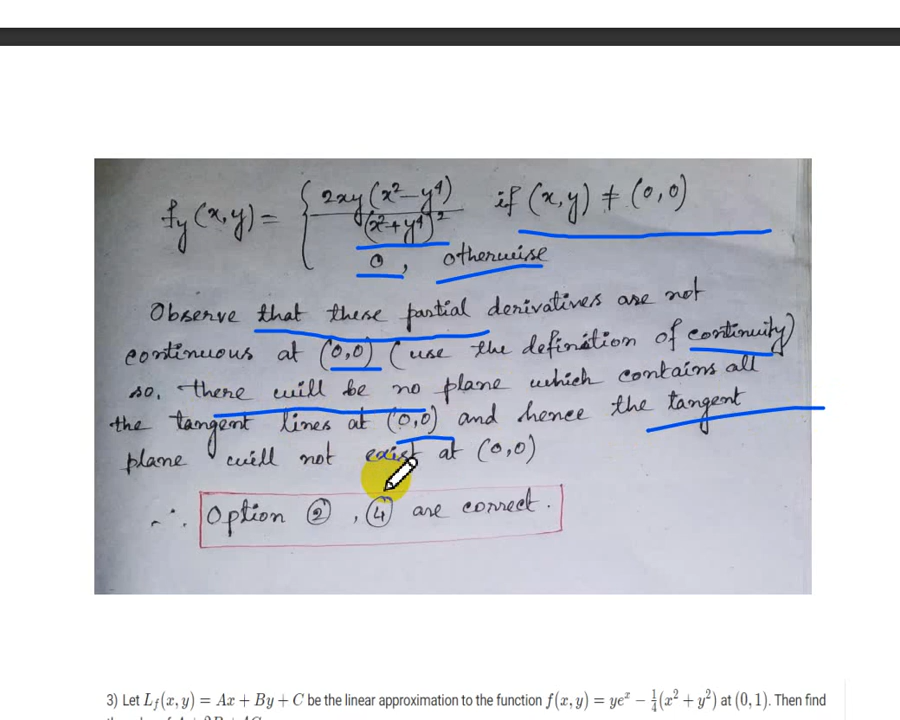 fy(x,y) = { 2xy(x²-y⁴) / (x²+y⁴)² if (x,y) ≠ (0,0)
0, otherwise
Observe that these partial derivatives are not
continuous at (0,0) (use the definition of continuity)
so, there will be no plane which contains all
the tangent lines at (0,0) and hence the tangent
plane will not exist at (0,0)
∴ Option ②, ④ are correct.
3) Let L_f(x, y) = Ax + By + C be the linear approximation to the function f(x, y) = ye^x − ¼(x² + y²) at (0, 1). Then find